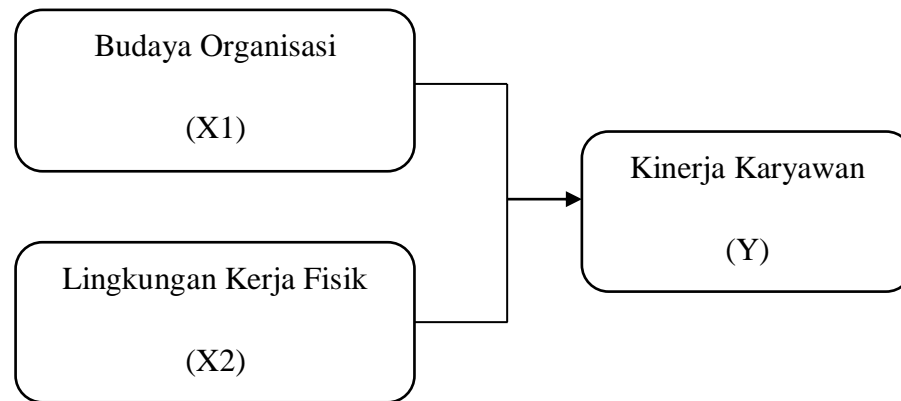 Budaya Organisasi
(X1)
Kinerja Karyawan
(Y)
Lingkungan Kerja Fisik
(X2)